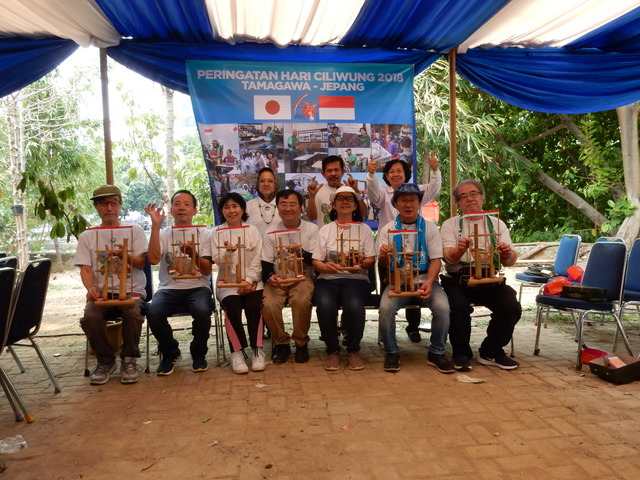 PERINGATAN HARI CILIWUNG 2018
TAMAGAWA - JEPANG